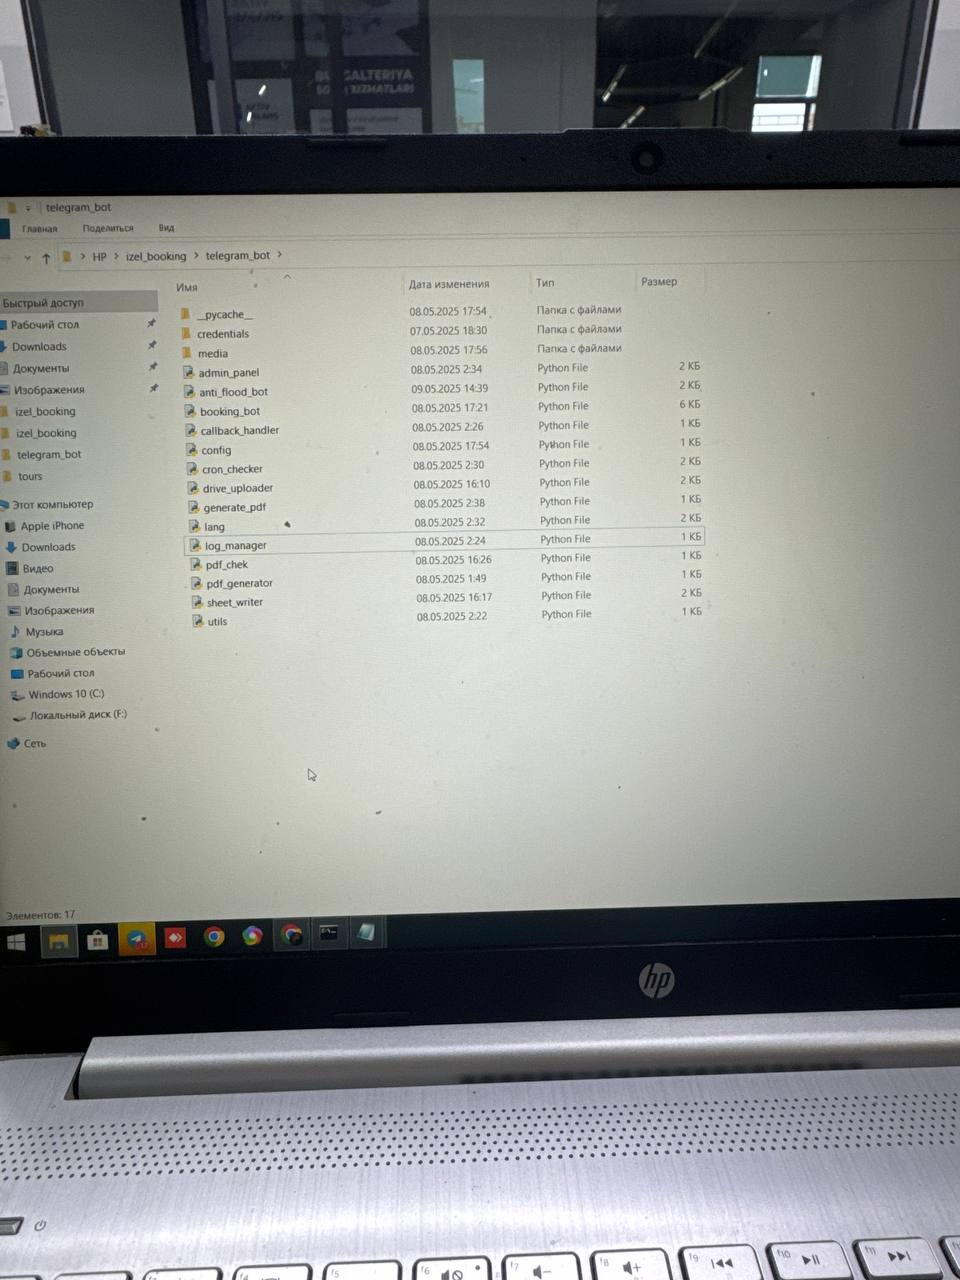 GALTERIYA
XIZMATLARI
telegram_bot
Главная Поделиться Вид
HP izel_booking telegram_bot
Имя Дата изменения Тип Размер
__pycache__ 08.05.2025 17:54 Папка с файлами
credentials 07.05.2025 18:30 Папка с файлами
media 08.05.2025 17:56 Папка с файлами
admin_panel 08.05.2025 2:34 Python File 2 КБ
anti_flood_bot 09.05.2025 14:39 Python File 2 КБ
booking_bot 08.05.2025 17:21 Python File 6 КБ
callback_handler 08.05.2025 2:26 Python File 1 КБ
config 08.05.2025 17:54 Python File 1 КБ
cron_checker 08.05.2025 2:30 Python File 2 КБ
drive_uploader 08.05.2025 16:10 Python File 2 КБ
generate_pdf 08.05.2025 2:38 Python File 1 КБ
lang 08.05.2025 2:32 Python File 2 КБ
log_manager 08.05.2025 2:24 Python File 1 КБ
pdf_chek 08.05.2025 16:26 Python File 1 КБ
pdf_generator 08.05.2025 1:49 Python File 1 КБ
sheet_writer 08.05.2025 16:17 Python File 2 КБ
utils 08.05.2025 2:22 Python File 1 КБ
Быстрый доступ
Рабочий стол
Downloads
Документы
Изображения
izel_booking
izel_booking
telegram_bot
tours
Этот компьютер
Apple iPhone
Downloads
Видео
Документы
Изображения
Музыка
Объемные объекты
Рабочий стол
Windows 10 (C:)
Локальный диск (F:)
Сеть
Элементов: 17
hp
f4 f5 f6 f7 f8 f9 f10 f11